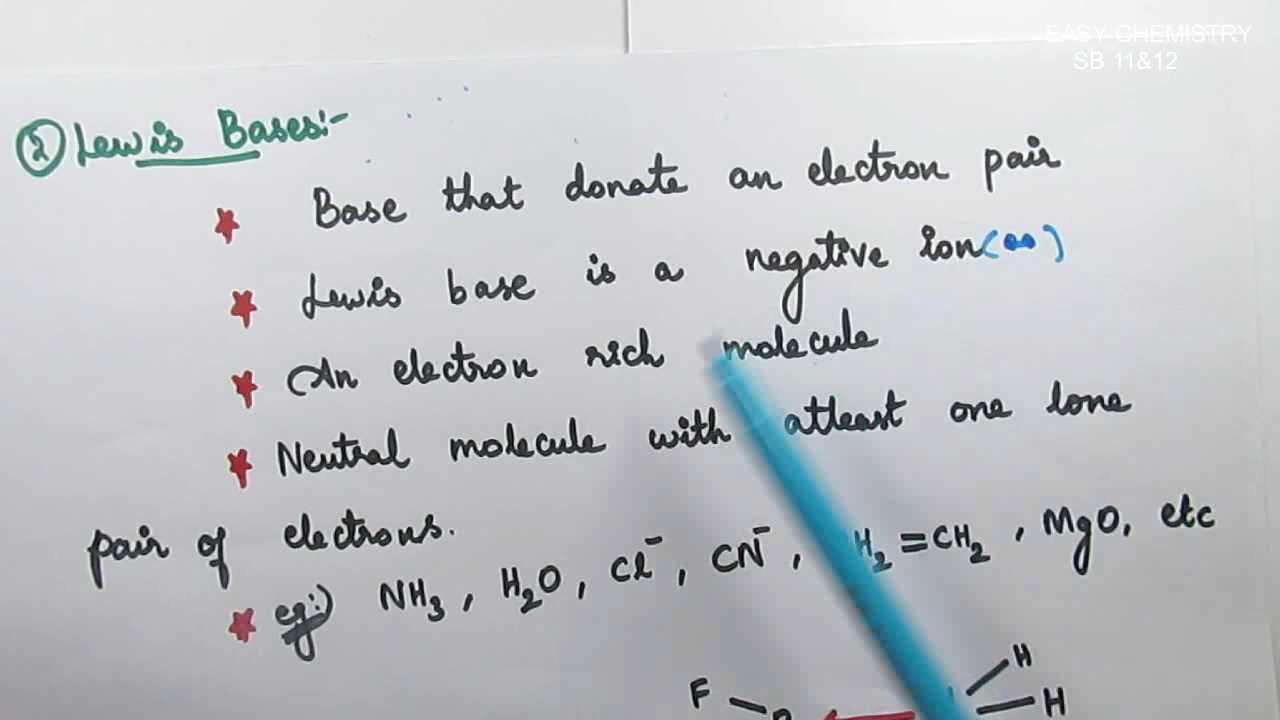 EASY CHEMISTRY
SB 11&12
② Lewis Bases:-
★ Base that donate an electron pair
★ Lewis base is a negative ion (or)
★ An electron rich molecule
★ Neutral molecule with atleast one lone
pair of electrons.
★ eg:) NH₃, H₂O, Cl⁻, CN⁻, H₂=CH₂, MgO, etc
H
F H